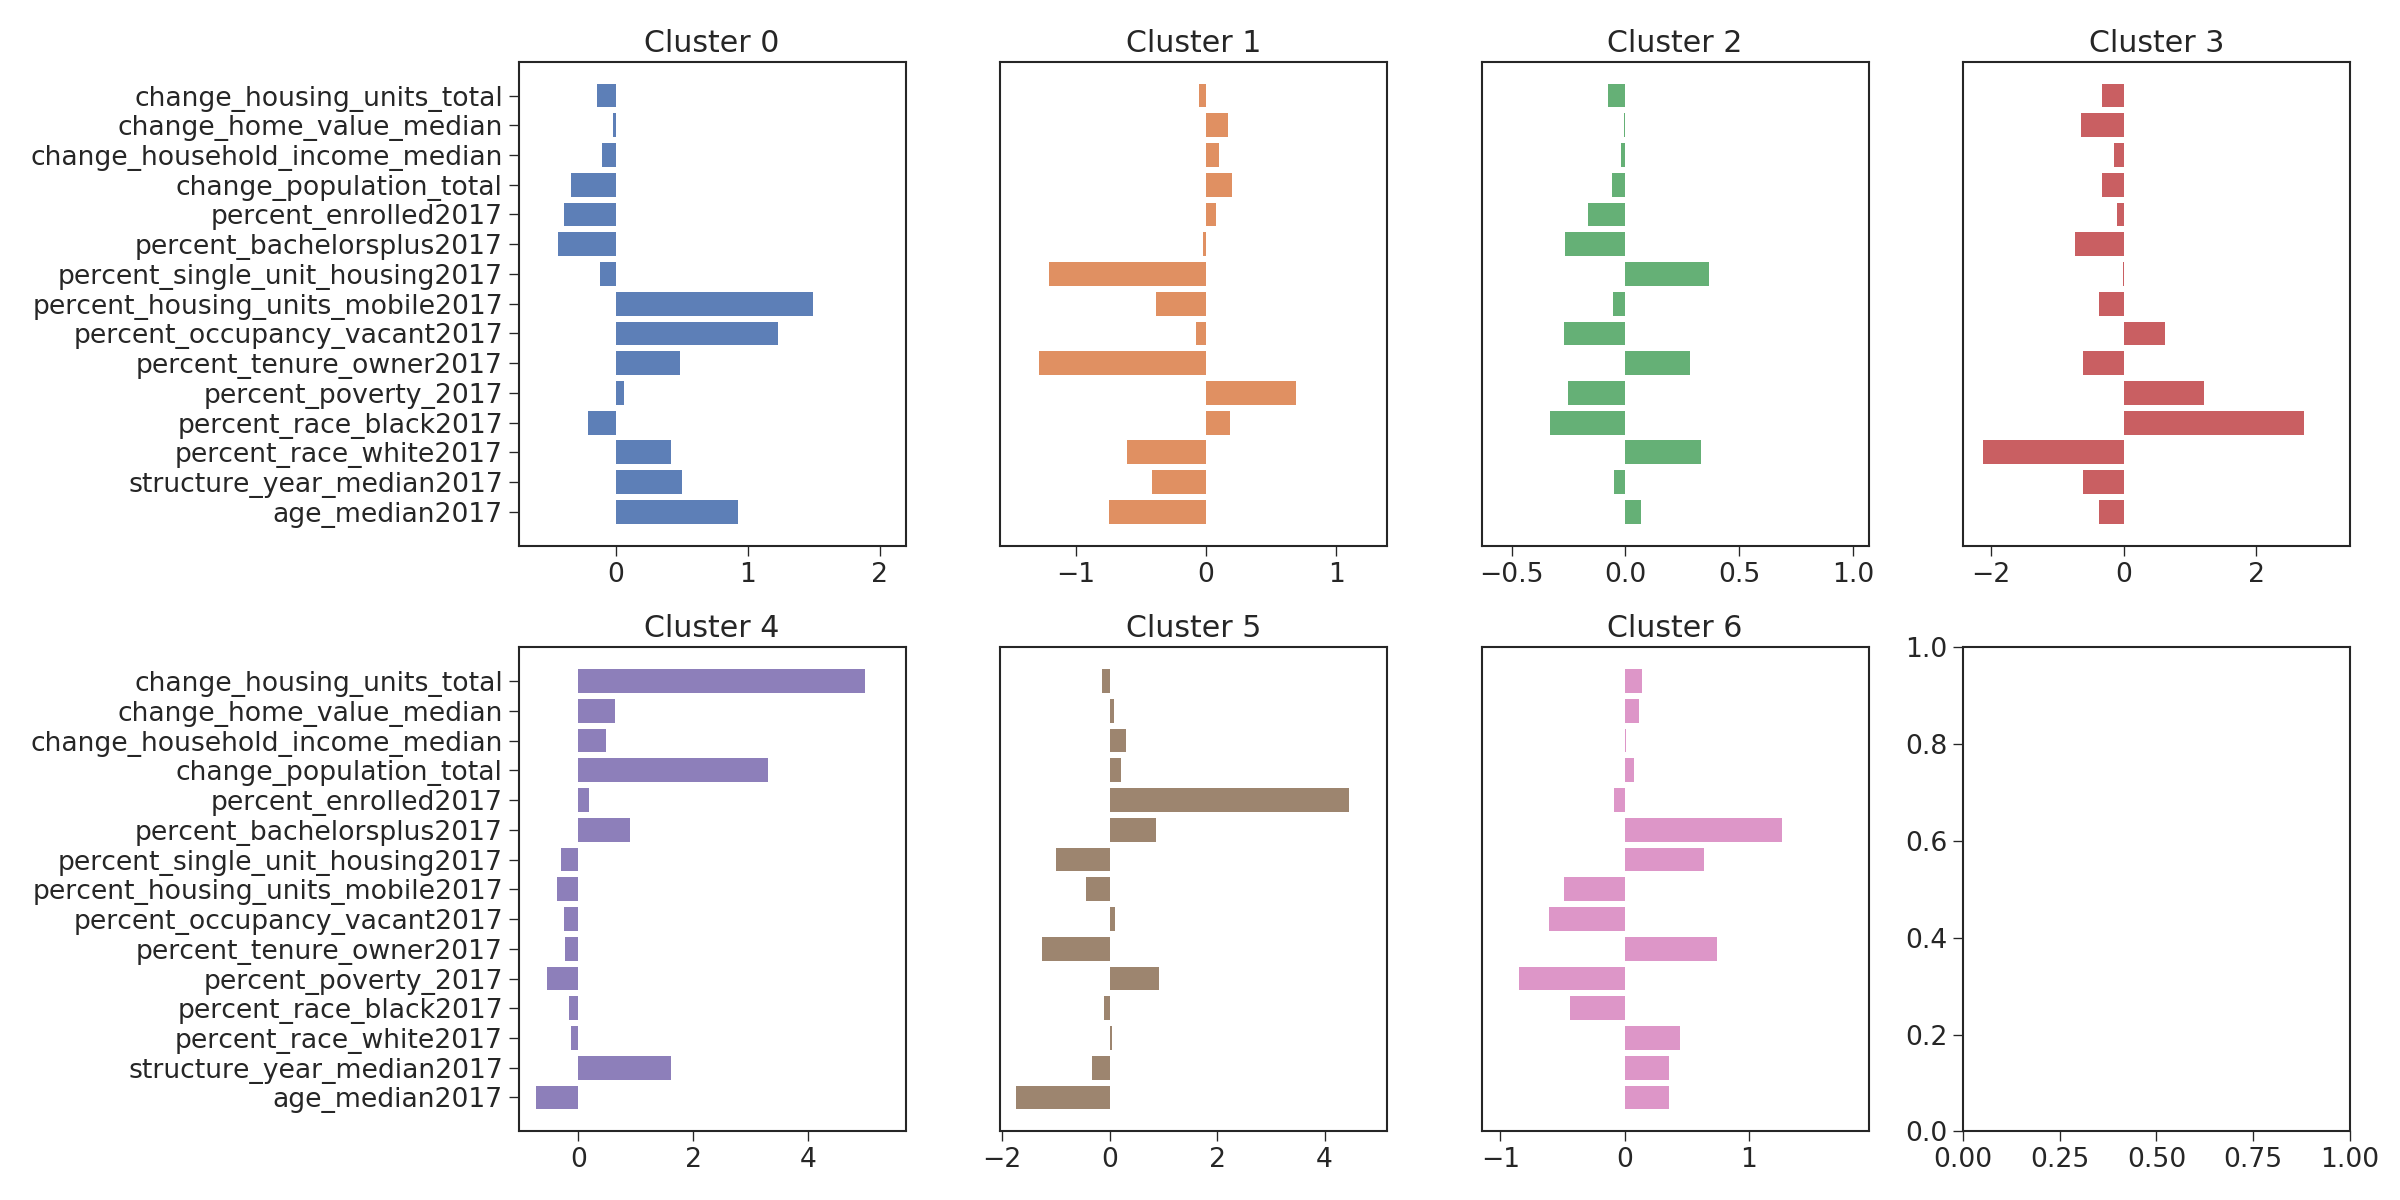 Cluster 0
Cluster 1
Cluster 2
Cluster 3
change_housing_units_total
change_home_value_median
change_household_income_median
change_population_total
percent_enrolled2017
percent_bachelorsplus2017
percent_single_unit_housing2017
percent_housing_units_mobile2017
percent_occupancy_vacant2017
percent_tenure_owner2017
percent_poverty_2017
percent_race_black2017
percent_race_white2017
structure_year_median2017
age_median2017
0 1 2
−1 0 1
−0.5 0.0 0.5 1.0
−2 0 2
Cluster 4
Cluster 5
Cluster 6
change_housing_units_total
change_home_value_median
change_household_income_median
change_population_total
percent_enrolled2017
percent_bachelorsplus2017
percent_single_unit_housing2017
percent_housing_units_mobile2017
percent_occupancy_vacant2017
percent_tenure_owner2017
percent_poverty_2017
percent_race_black2017
percent_race_white2017
structure_year_median2017
age_median2017
0 2 4
−2 0 2 4
−1 0 1
1.0
0.8
0.6
0.4
0.2
0.0
0.00 0.25 0.50 0.75 1.00